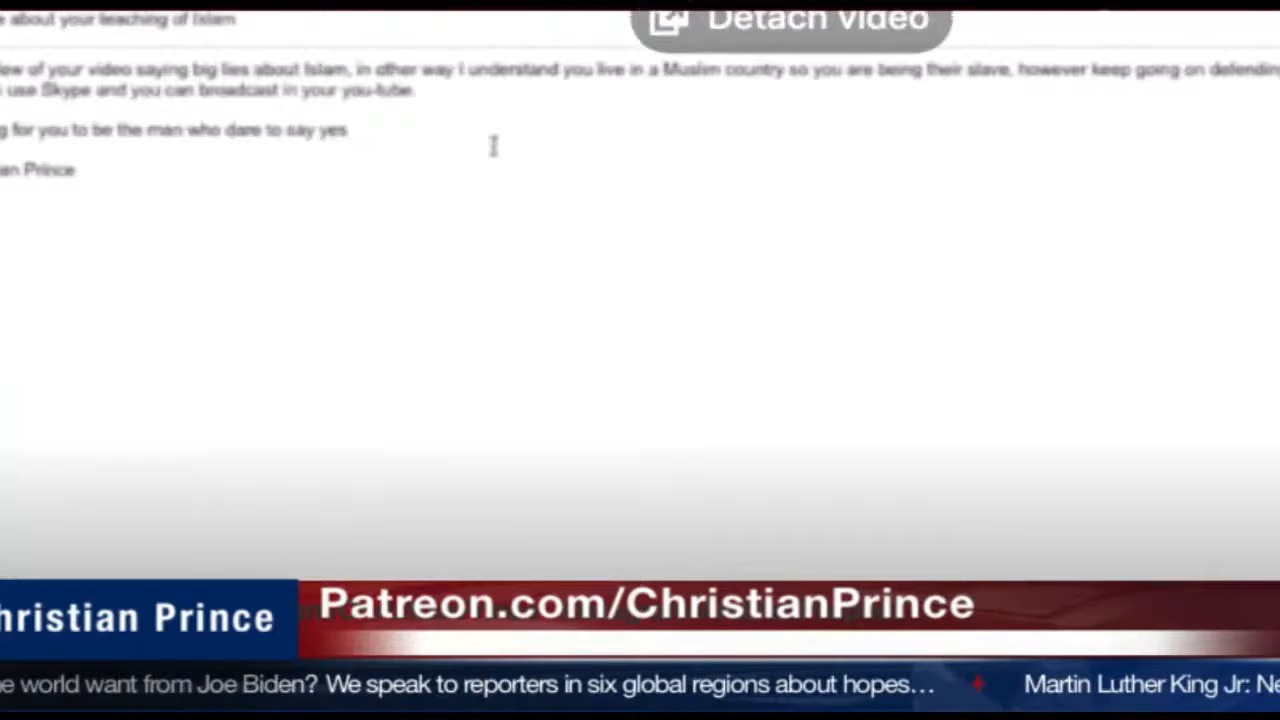 about your teaching of Islam
Detach video
of your video saying big lies about Islam, in other way I understand you live in a Muslim country so you are being their slave, however keep going on defending
use Skype and you can broadcast in your you-tube.
for you to be the man who dare to say yes
Prince
Christian Prince
Patreon.com/ChristianPrince
world want from Joe Biden? We speak to reporters in six global regions about hopes...
Martin Luther King Jr: